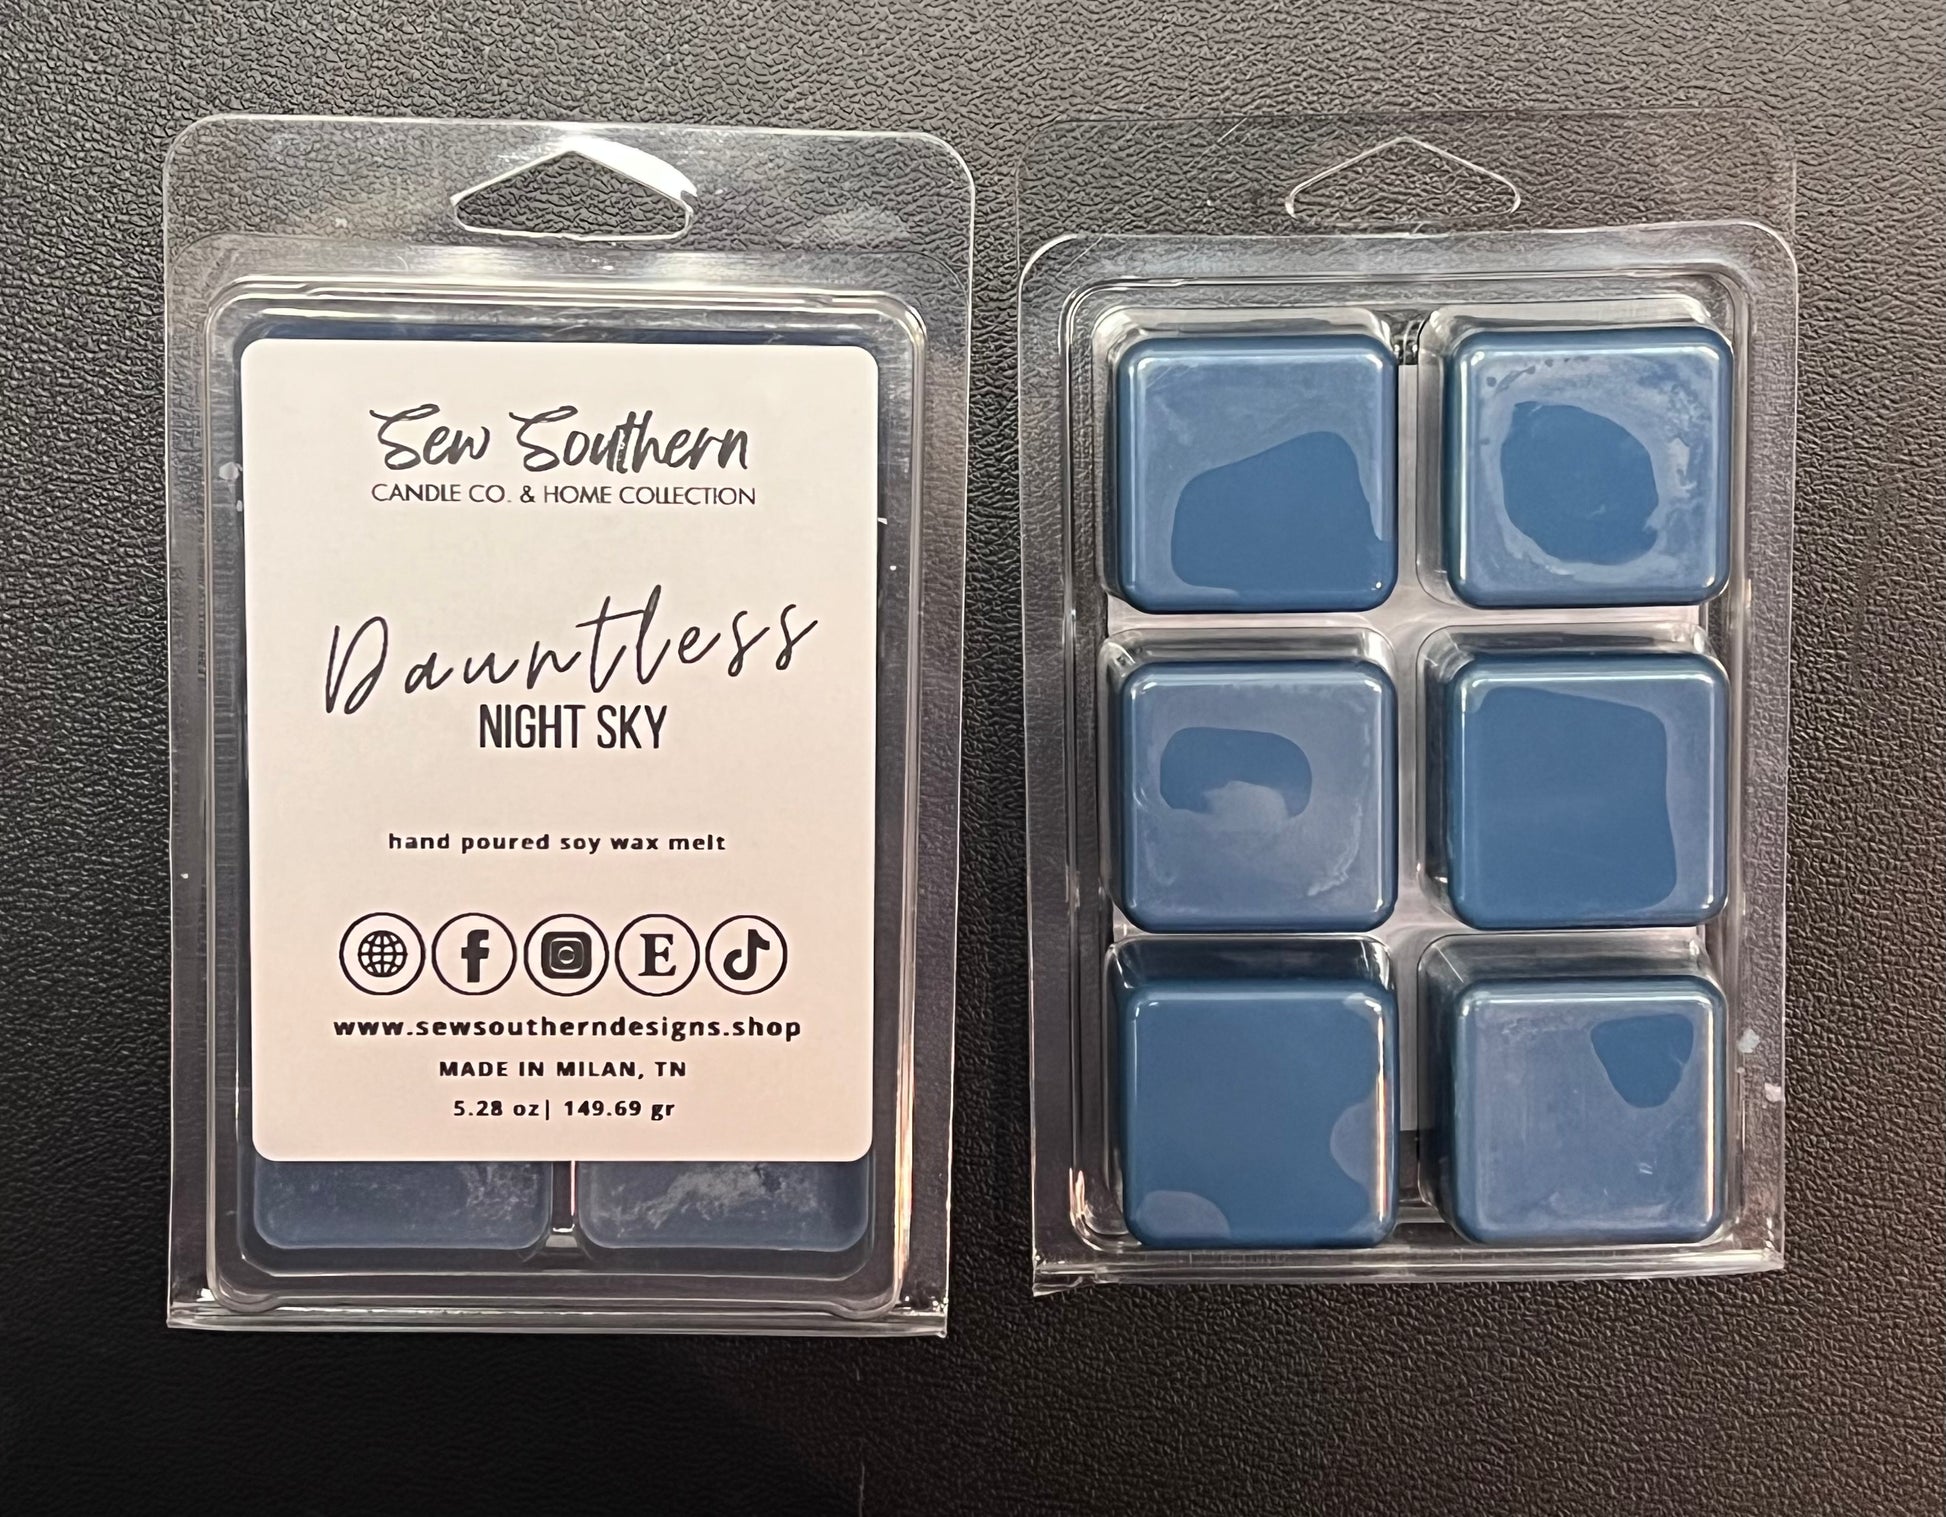 Sew Southern
CANDLE CO. & HOME COLLECTION
Dauntless
NIGHT SKY
hand poured soy wax melt
f E
www.sewsoutherndesigns.shop
MADE IN MILAN, TN
5.28 oz| 149.69 gr